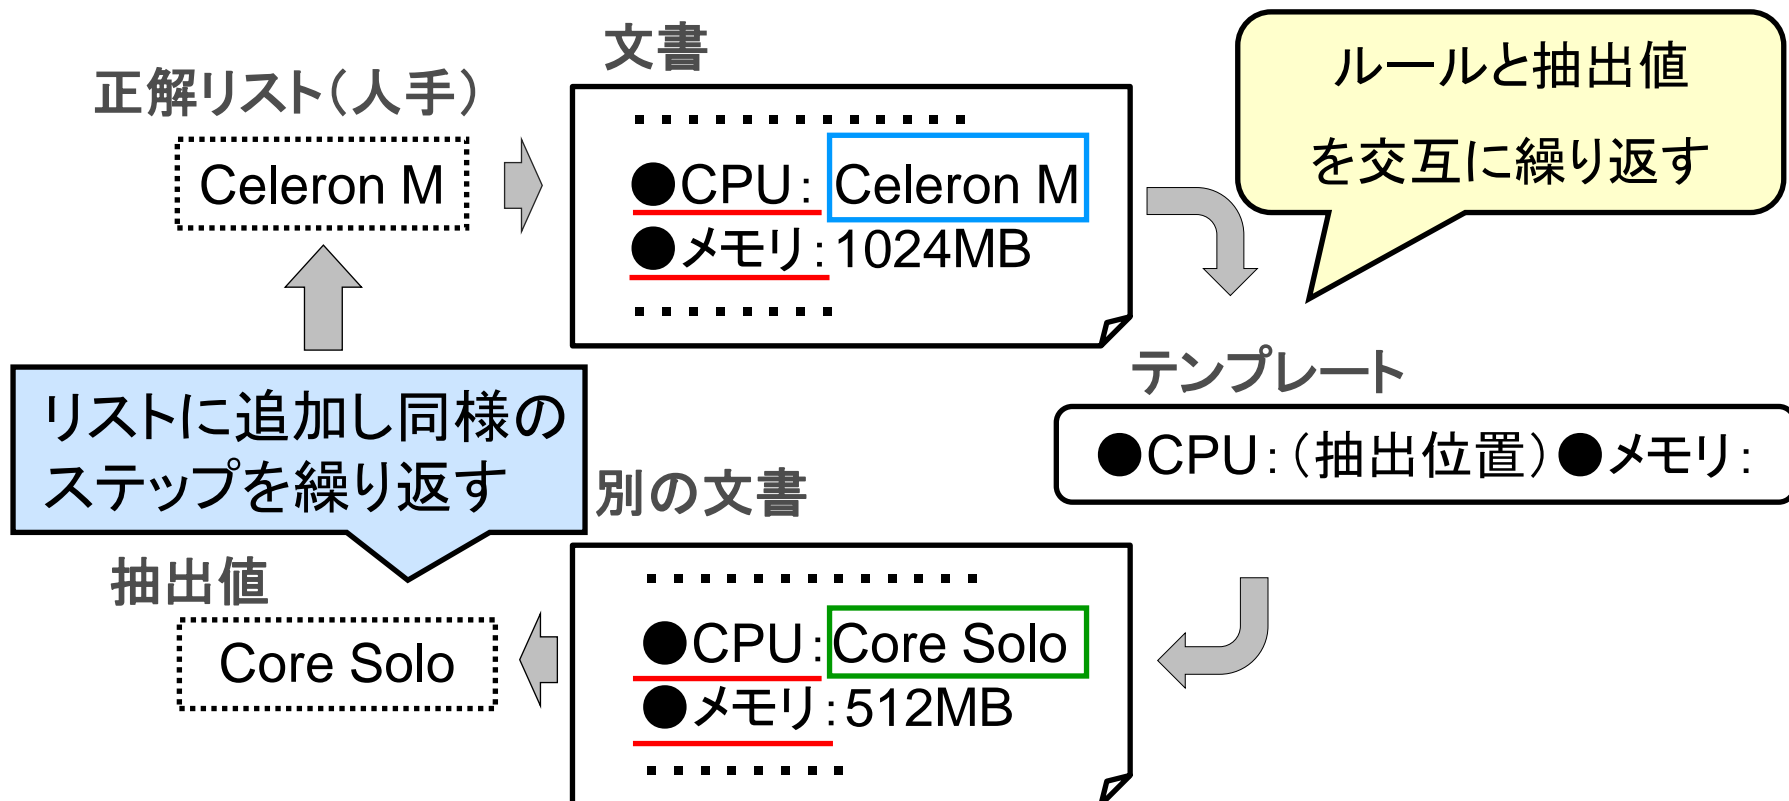 文書
正解リスト（人手）
Celeron M
・・・・・・・・・・・・・
●CPU：Celeron M
●メモリ：1024MB
・・・・・・・・
ルールと抽出値
を交互に繰り返す
テンプレート
●CPU：（抽出位置）●メモリ：
リストに追加し同様の
ステップを繰り返す
別の文書
・・・・・・・・・・・・・
●CPU：Core Solo
●メモリ：512MB
・・・・・・・・
抽出値
Core Solo